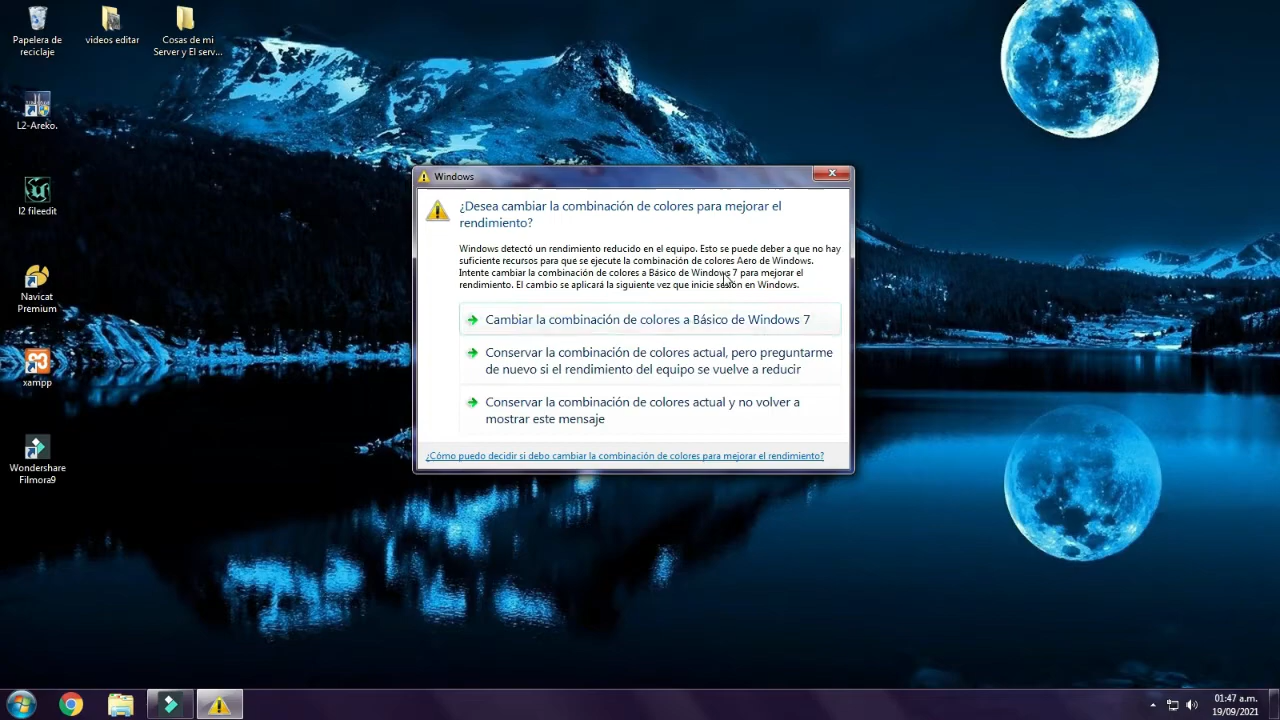 Papelera de
reciclaje
videos editar
Cosas de mi
Server y El serv...
L2-Areko.
l2 fileedit
Navicat
Premium
xampp
Wondershare
Filmora9
Windows
¿Desea cambiar la combinación de colores para mejorar el
rendimiento?
Windows detectó un rendimiento reducido en el equipo. Esto se puede deber a que no hay
suficiente recursos para que se ejecute la combinación de colores Aero de Windows.
Intente cambiar la combinación de colores a Básico de Windows 7 para mejorar el
rendimiento. El cambio se aplicará la siguiente vez que inicie sesión en Windows.
Cambiar la combinación de colores a Básico de Windows 7
Conservar la combinación de colores actual, pero preguntarme
de nuevo si el rendimiento del equipo se vuelve a reducir
Conservar la combinación de colores actual y no volver a
mostrar este mensaje
¿Cómo puedo decidir si debo cambiar la combinación de colores para mejorar el rendimiento?
01:47 a.m.
19/09/2021